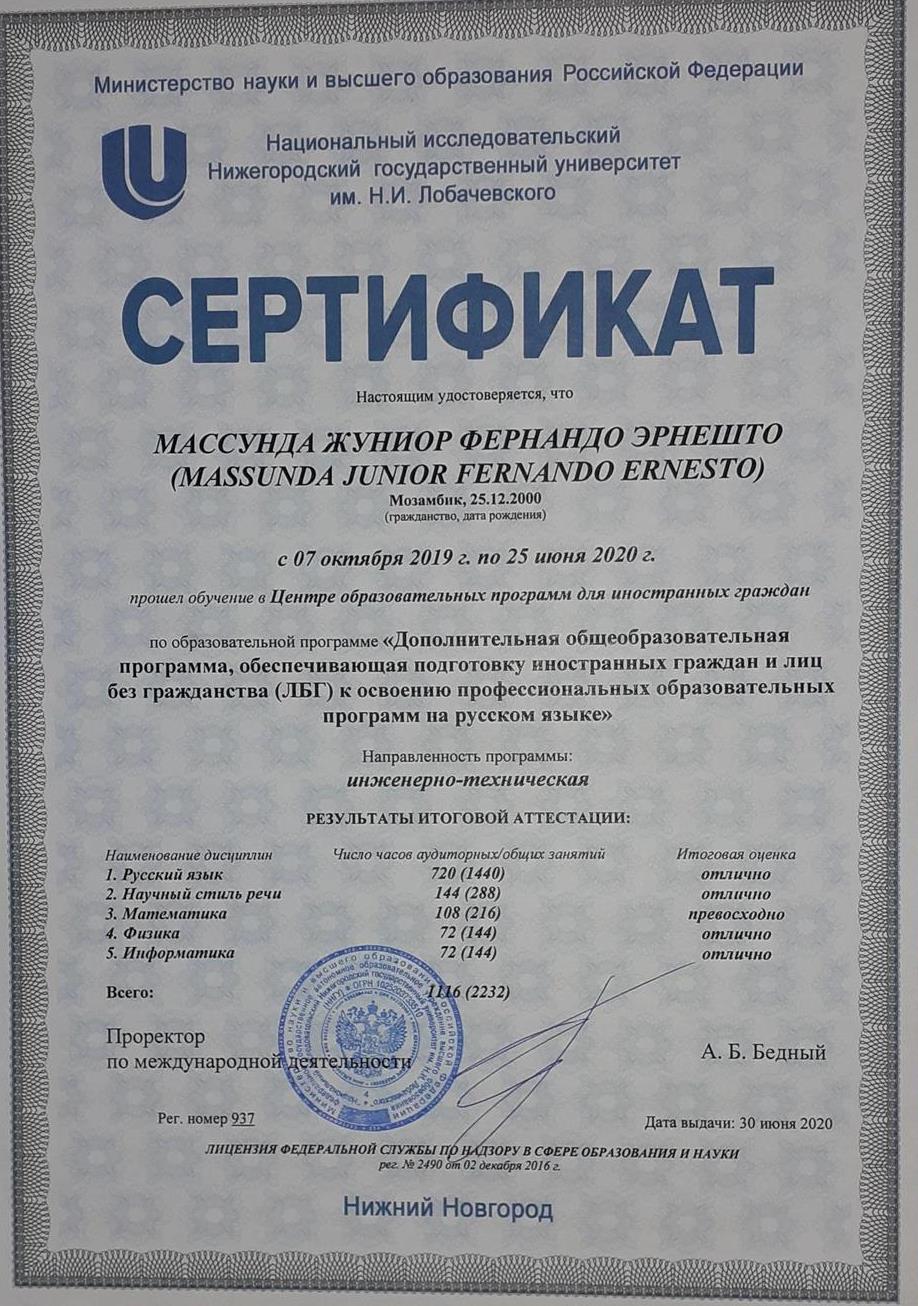 Министерство науки и высшего образования Российской Федерации
Национальный исследовательский
Нижегородский государственный университет
им. Н.И. Лобачевского
СЕРТИФИКАТ
Настоящим удостоверяется, что
МАССУНДА ЖУНИОР ФЕРНАНДО ЭРНЕШТО
(MASSUNDA JUNIOR FERNANDO ERNESTO)
Мозамбик, 25.12.2000
(гражданство, дата рождения)
с 07 октября 2019 г. по 25 июня 2020 г.
прошел обучение в Центре образовательных программ для иностранных граждан
по образовательной программе «Дополнительная общеобразовательная
программа, обеспечивающая подготовку иностранных граждан и лиц
без гражданства (ЛБГ) к освоению профессиональных образовательных
программ на русском языке»
Направленность программы:
инженерно-техническая
РЕЗУЛЬТАТЫ ИТОГОВОЙ АТТЕСТАЦИИ:
Наименование дисциплин Число часов аудиторных/общих занятий Итоговая оценка
1. Русский язык 720 (1440) отлично
2. Научный стиль речи 144 (288) отлично
3. Математика 108 (216) превосходно
4. Физика 72 (144) отлично
5. Информатика 72 (144) отлично
Всего: 1116 (2232)
Проректор
по международной деятельности А. Б. Бедный
Рег. номер 937 Дата выдачи: 30 июня 2020
ЛИЦЕНЗИЯ ФЕДЕРАЛЬНОЙ СЛУЖБЫ ПО НАДЗОРУ В СФЕРЕ ОБРАЗОВАНИЯ И НАУКИ
рег. № 2490 от 02 декабря 2016 г.
Нижний Новгород